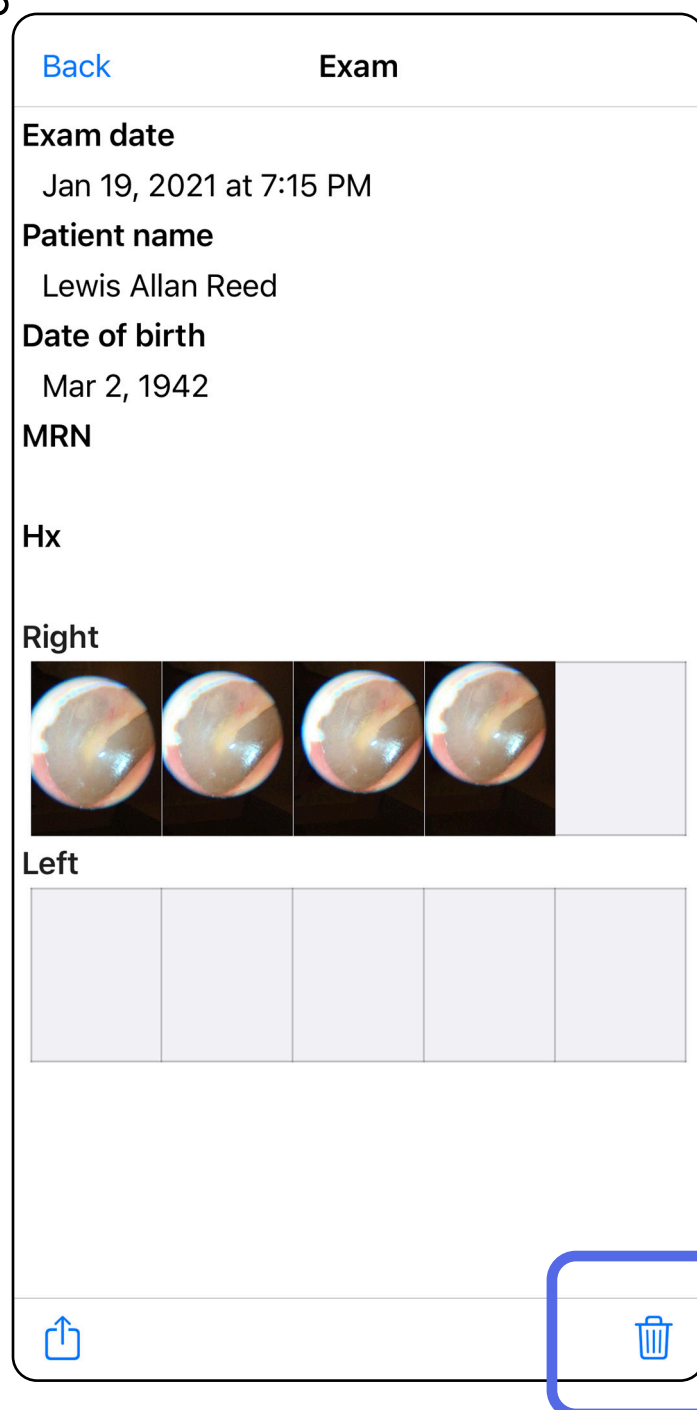 Back Exam
Exam date
Jan 19, 2021 at 7:15 PM
Patient name
Lewis Allan Reed
Date of birth
Mar 2, 1942
MRN
Hx
Right
Left